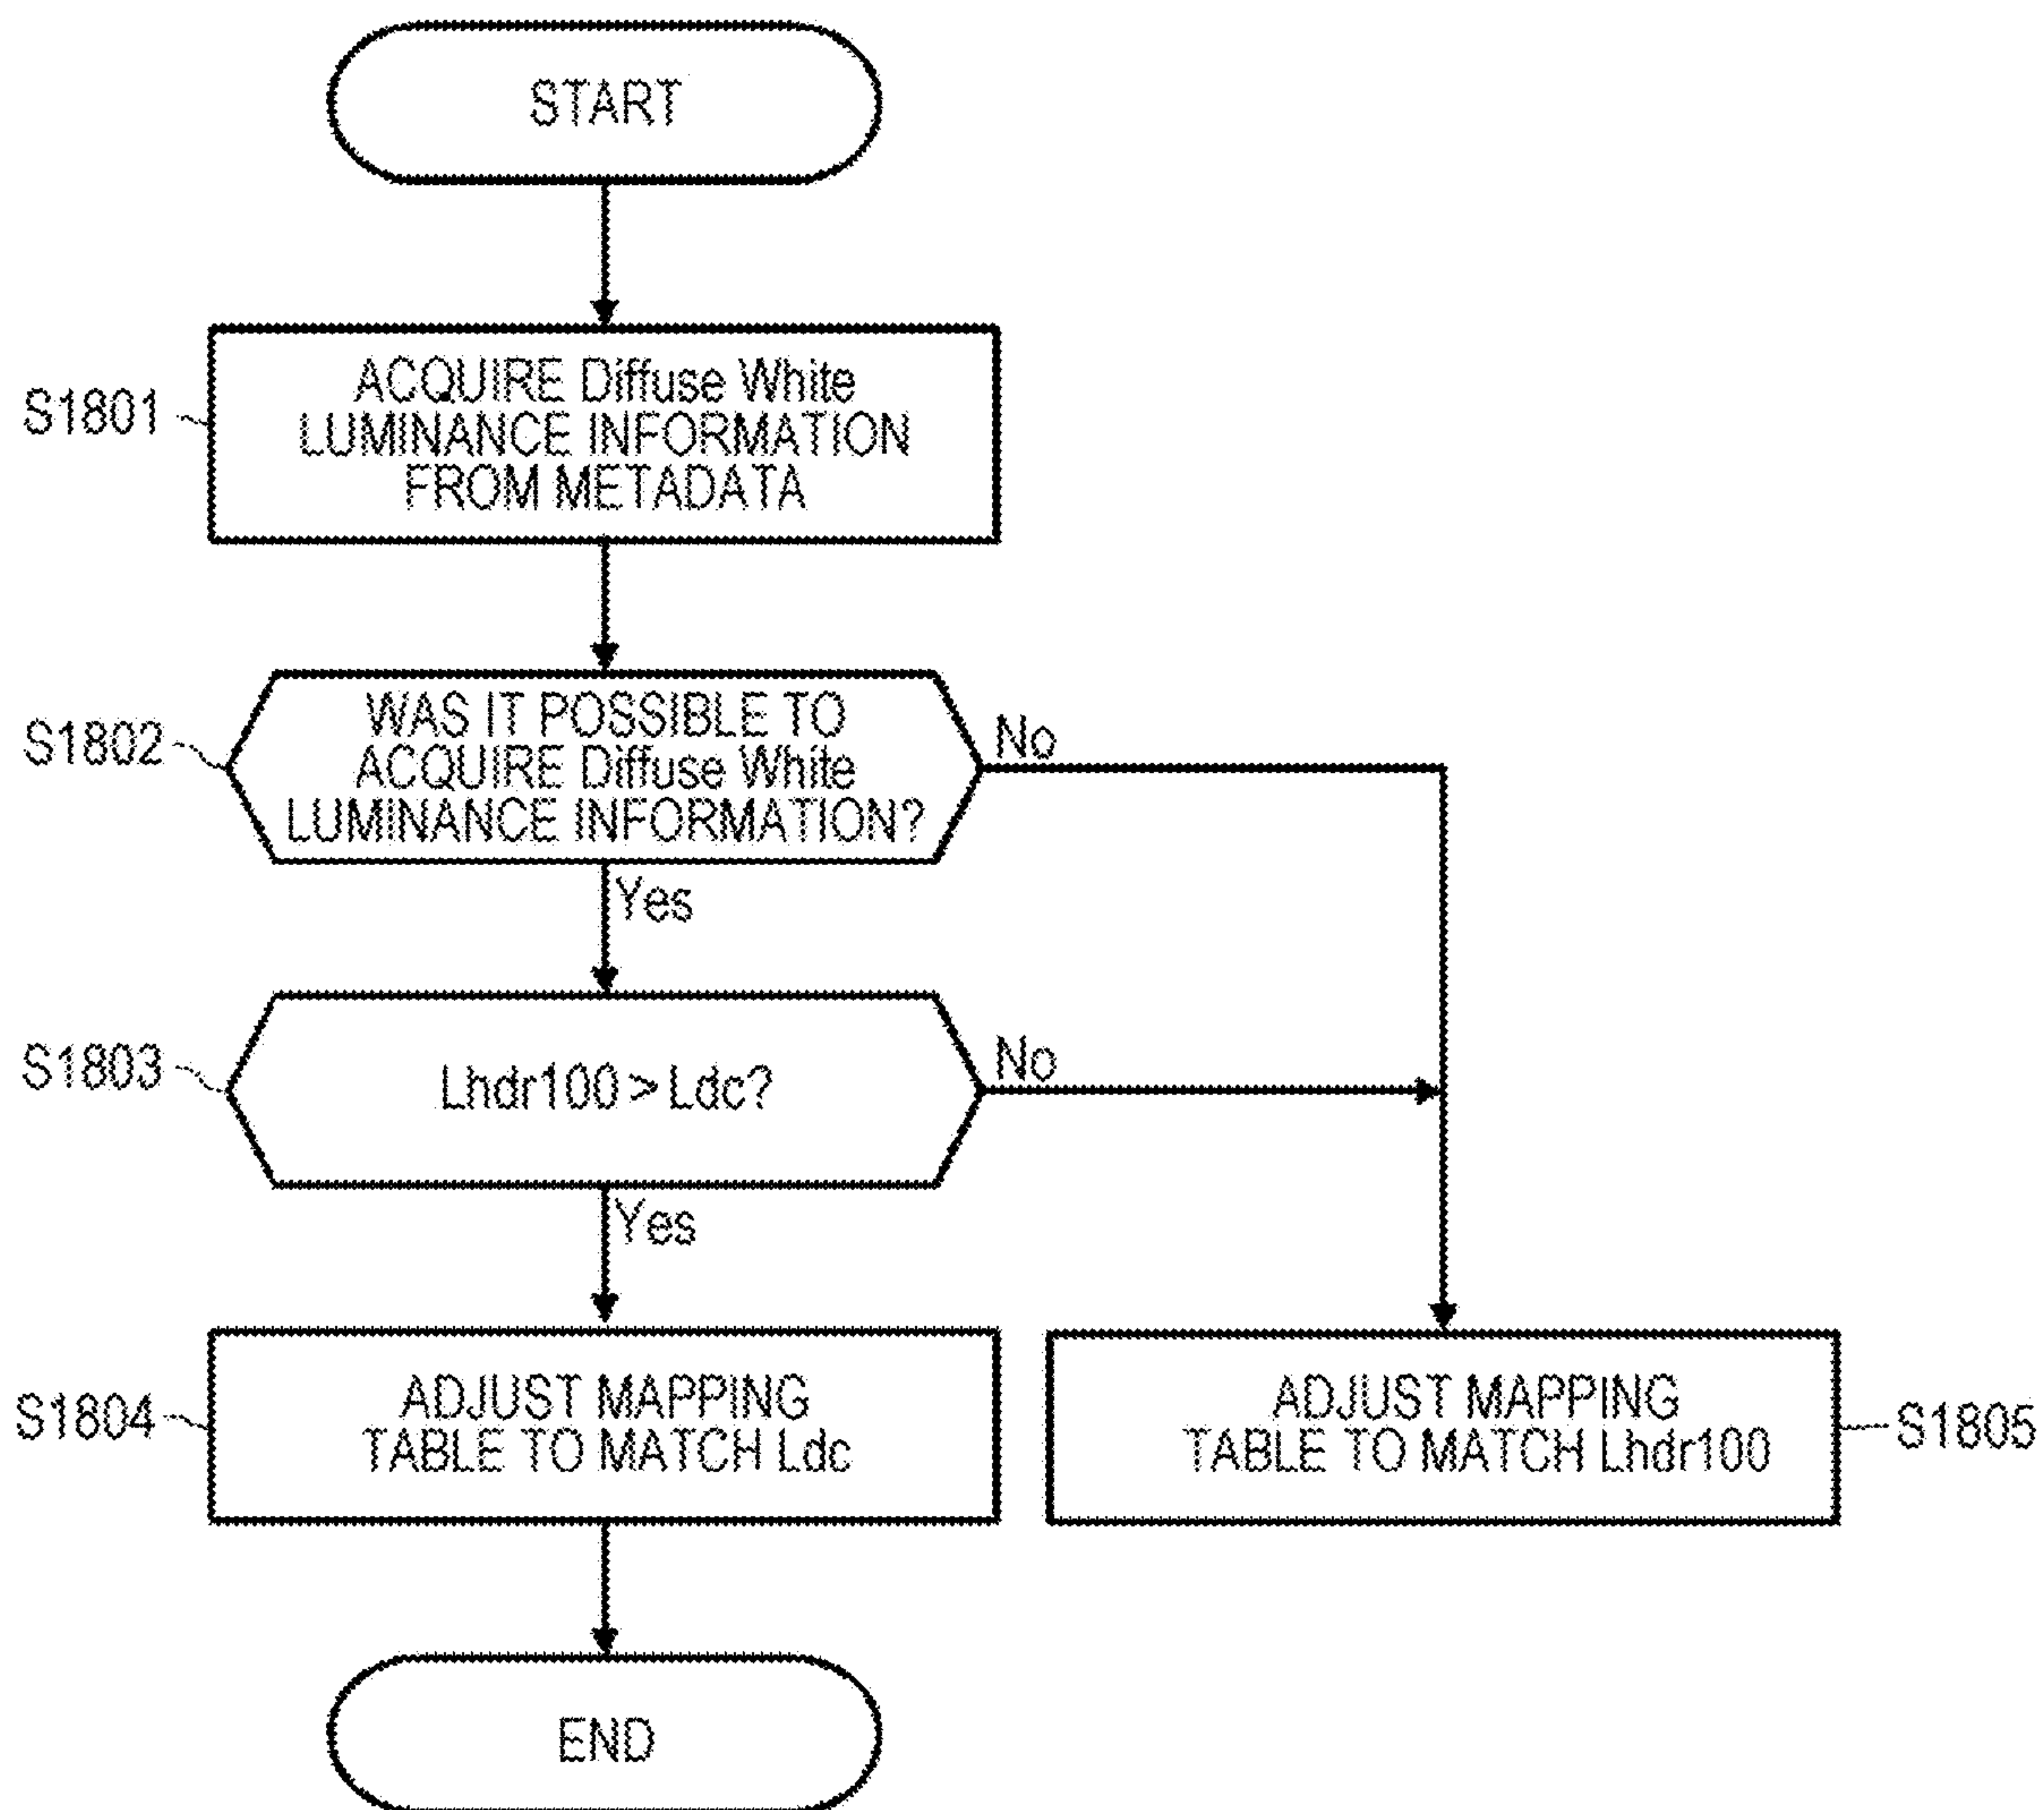 START
S1801
ACQUIRE Diffuse White
LUMINANCE INFORMATION
FROM METADATA
S1802
WAS IT POSSIBLE TO
ACQUIRE Diffuse White
LUMINANCE INFORMATION?
No
Yes
S1803
Lhdr100 > Ldc?
No
Yes
S1804
ADJUST MAPPING
TABLE TO MATCH Ldc
ADJUST MAPPING
TABLE TO MATCH Lhdr100
S1805
END